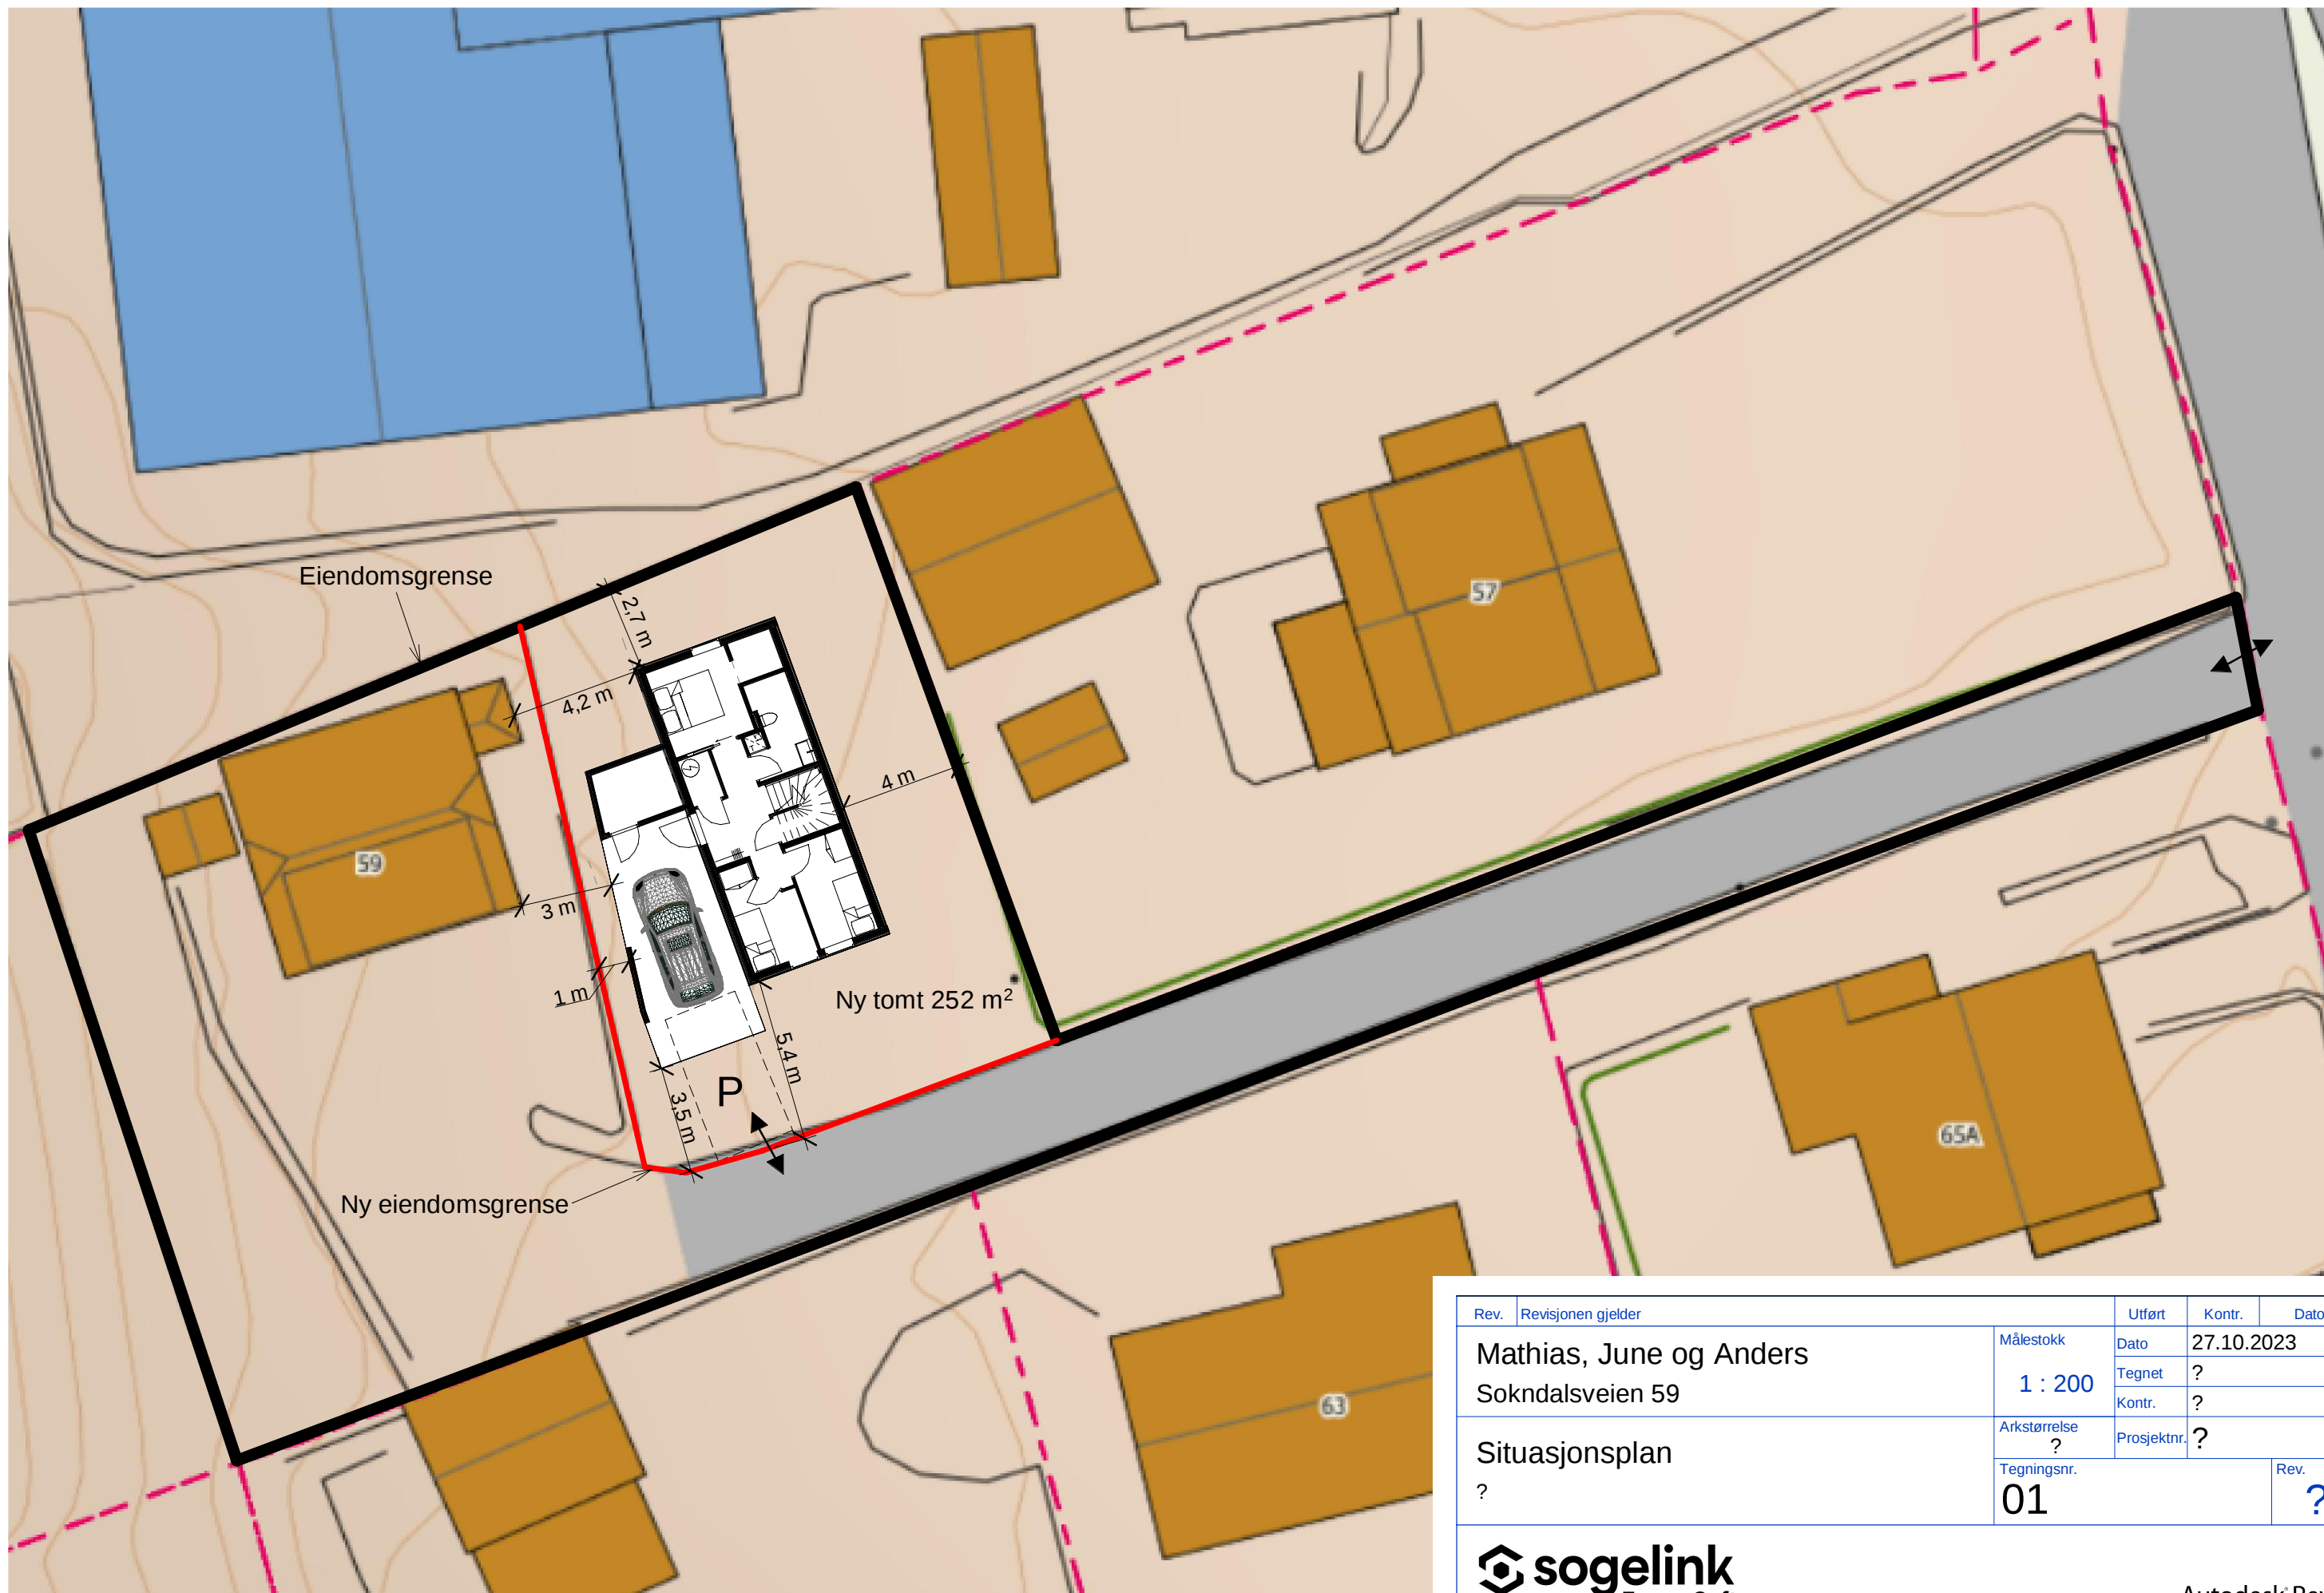 57
Eiendomsgrense
2,7 m
4,2 m
4 m
59
3 m
1 m
Ny tomt 252 m²
5,4 m
P
3,5 m
65A
Ny eiendomsgrense
63
Rev. Revisjonen gjelder Utført Kontr. Dato
Mathias, June og Anders
Sokndalsveien 59
Målestokk
1 : 200
Dato 27.10.2023
Tegnet ?
Kontr. ?
Situasjonsplan
?
Arkstørrelse
?
Prosjektnr. ?
Tegningsnr.
01
Rev.
?
sogelink